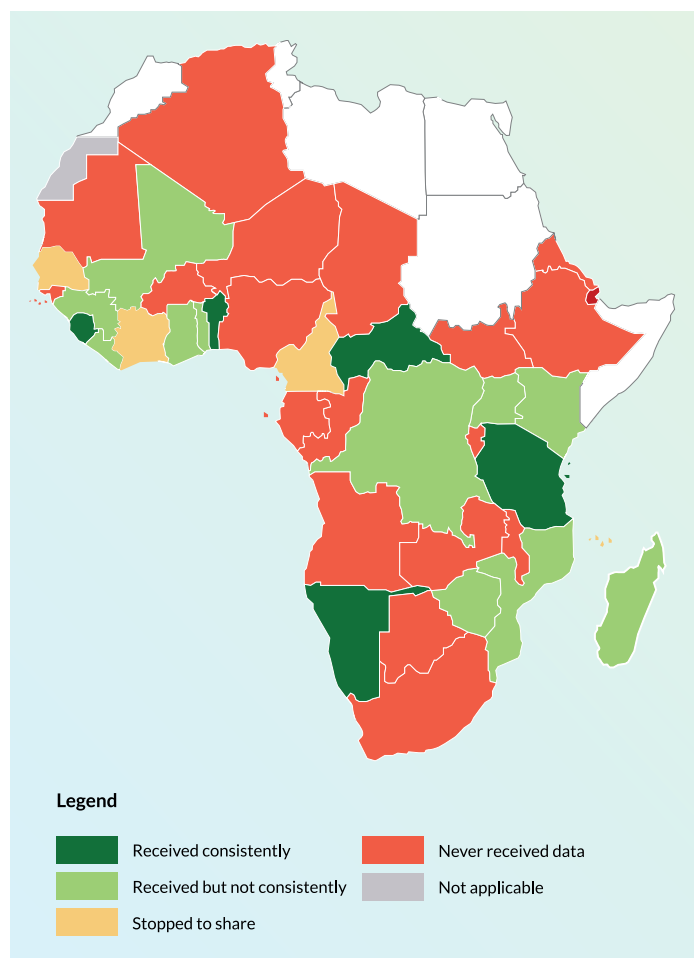 Legend
Received consistently
Received but not consistently
Stopped to share
Never received data
Not applicable